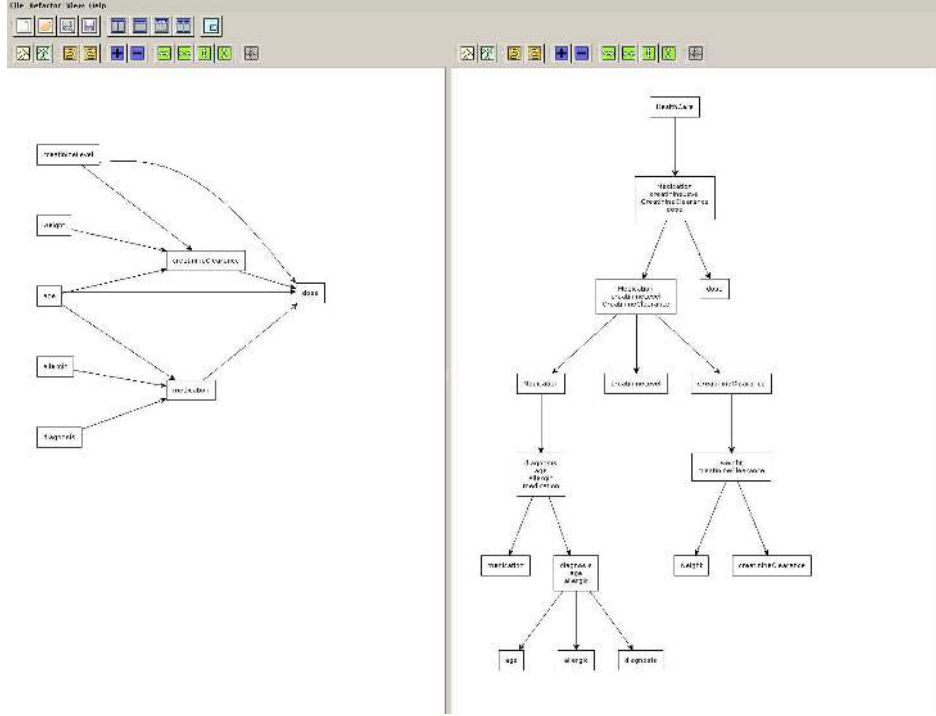 File Refactor View Help
creatinineLevel
weight
creatinineClearance
age
dose
allergic
medication
diagnosis
HealthCare
Medication
CreatinineClearance
dose
Medication
creatinineLevel
CreatinineClearance
dose
Medication
creatinineLevel
creatinineClearance
diagnosis
age
allergic
medication
weight
creatinineClearance
medication
diagnosis
age
allergic
weight
creatinineClearance
age
allergic
diagnosis